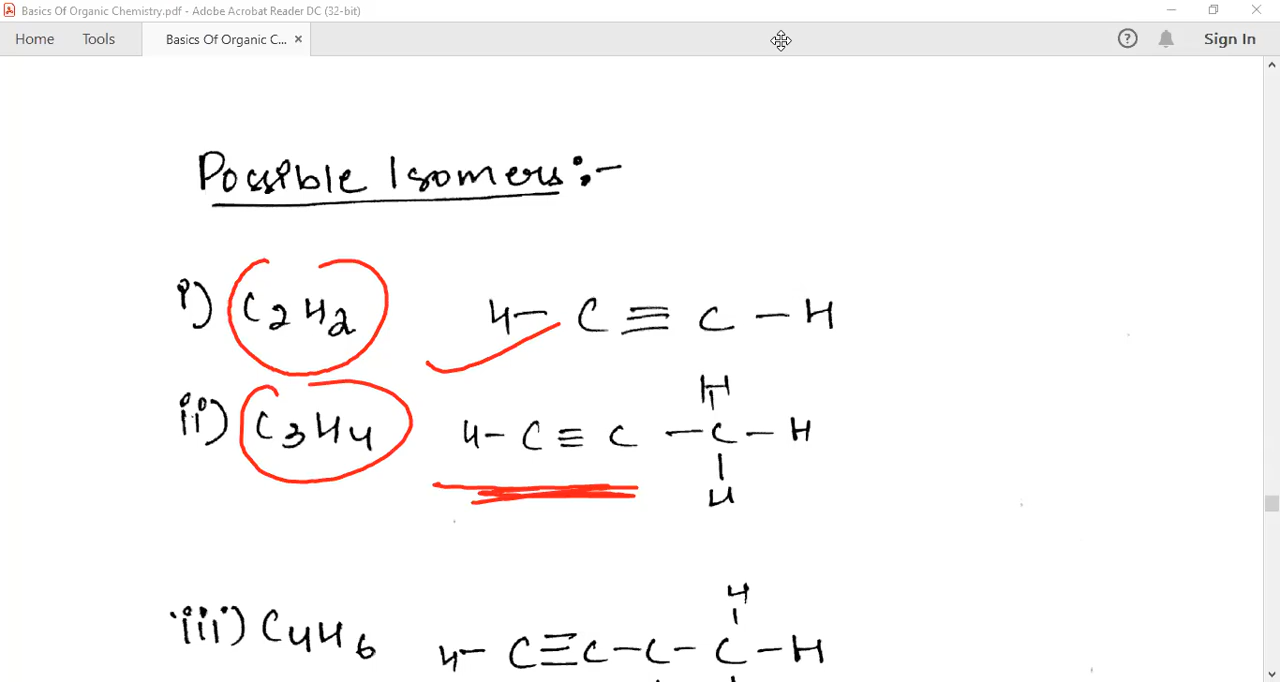 Basics Of Organic Chemistry.pdf - Adobe Acrobat Reader DC (32-bit)
Home Tools Basics Of Organic C... × ? Sign In
Possible Isomers:-
i) C2H2 H-C≡C-H
H
ii) C3H4 H-C≡C-C-H
H
H
iii) C4H6 H-C≡C-C-C-H